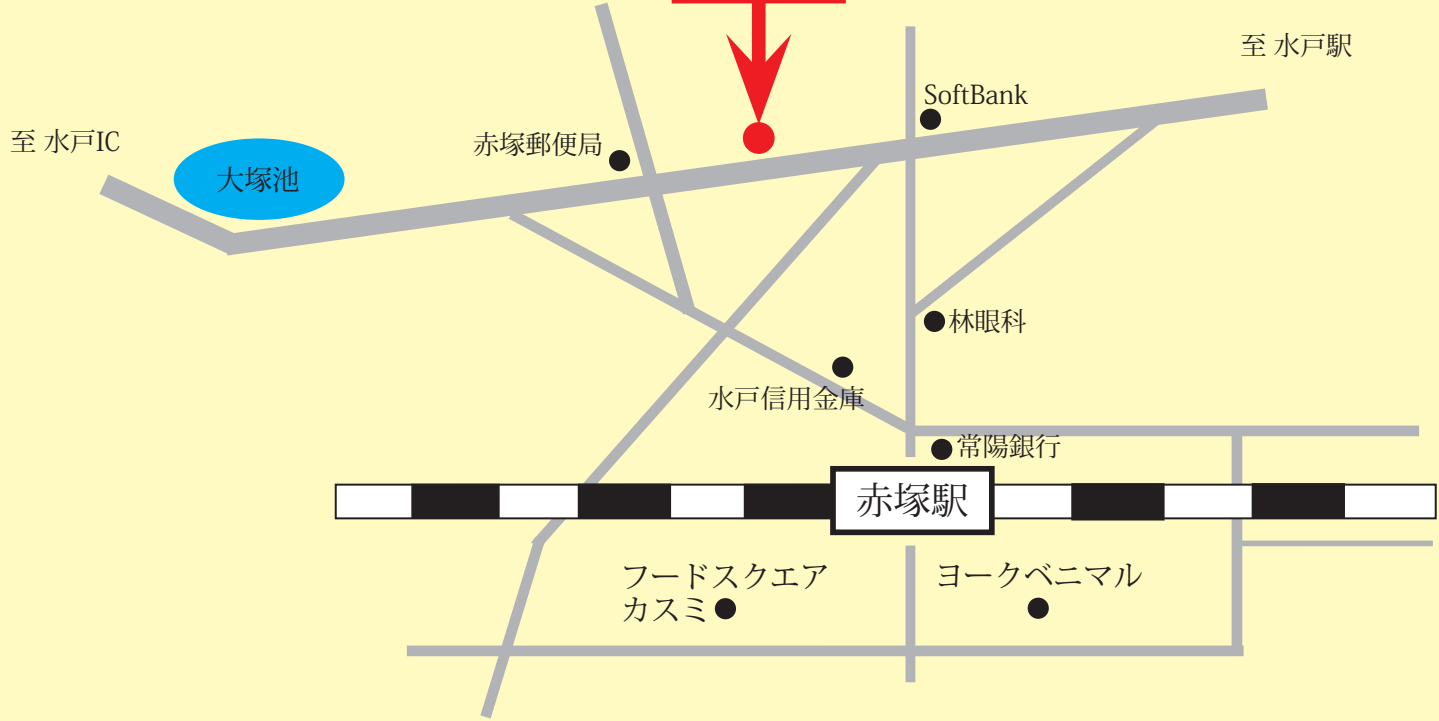 至 水戸駅
SoftBank
至 水戸IC
赤塚郵便局
大塚池
林眼科
水戸信用金庫
常陽銀行
赤塚駅
フードスクエア
カスミ
ヨークベニマル